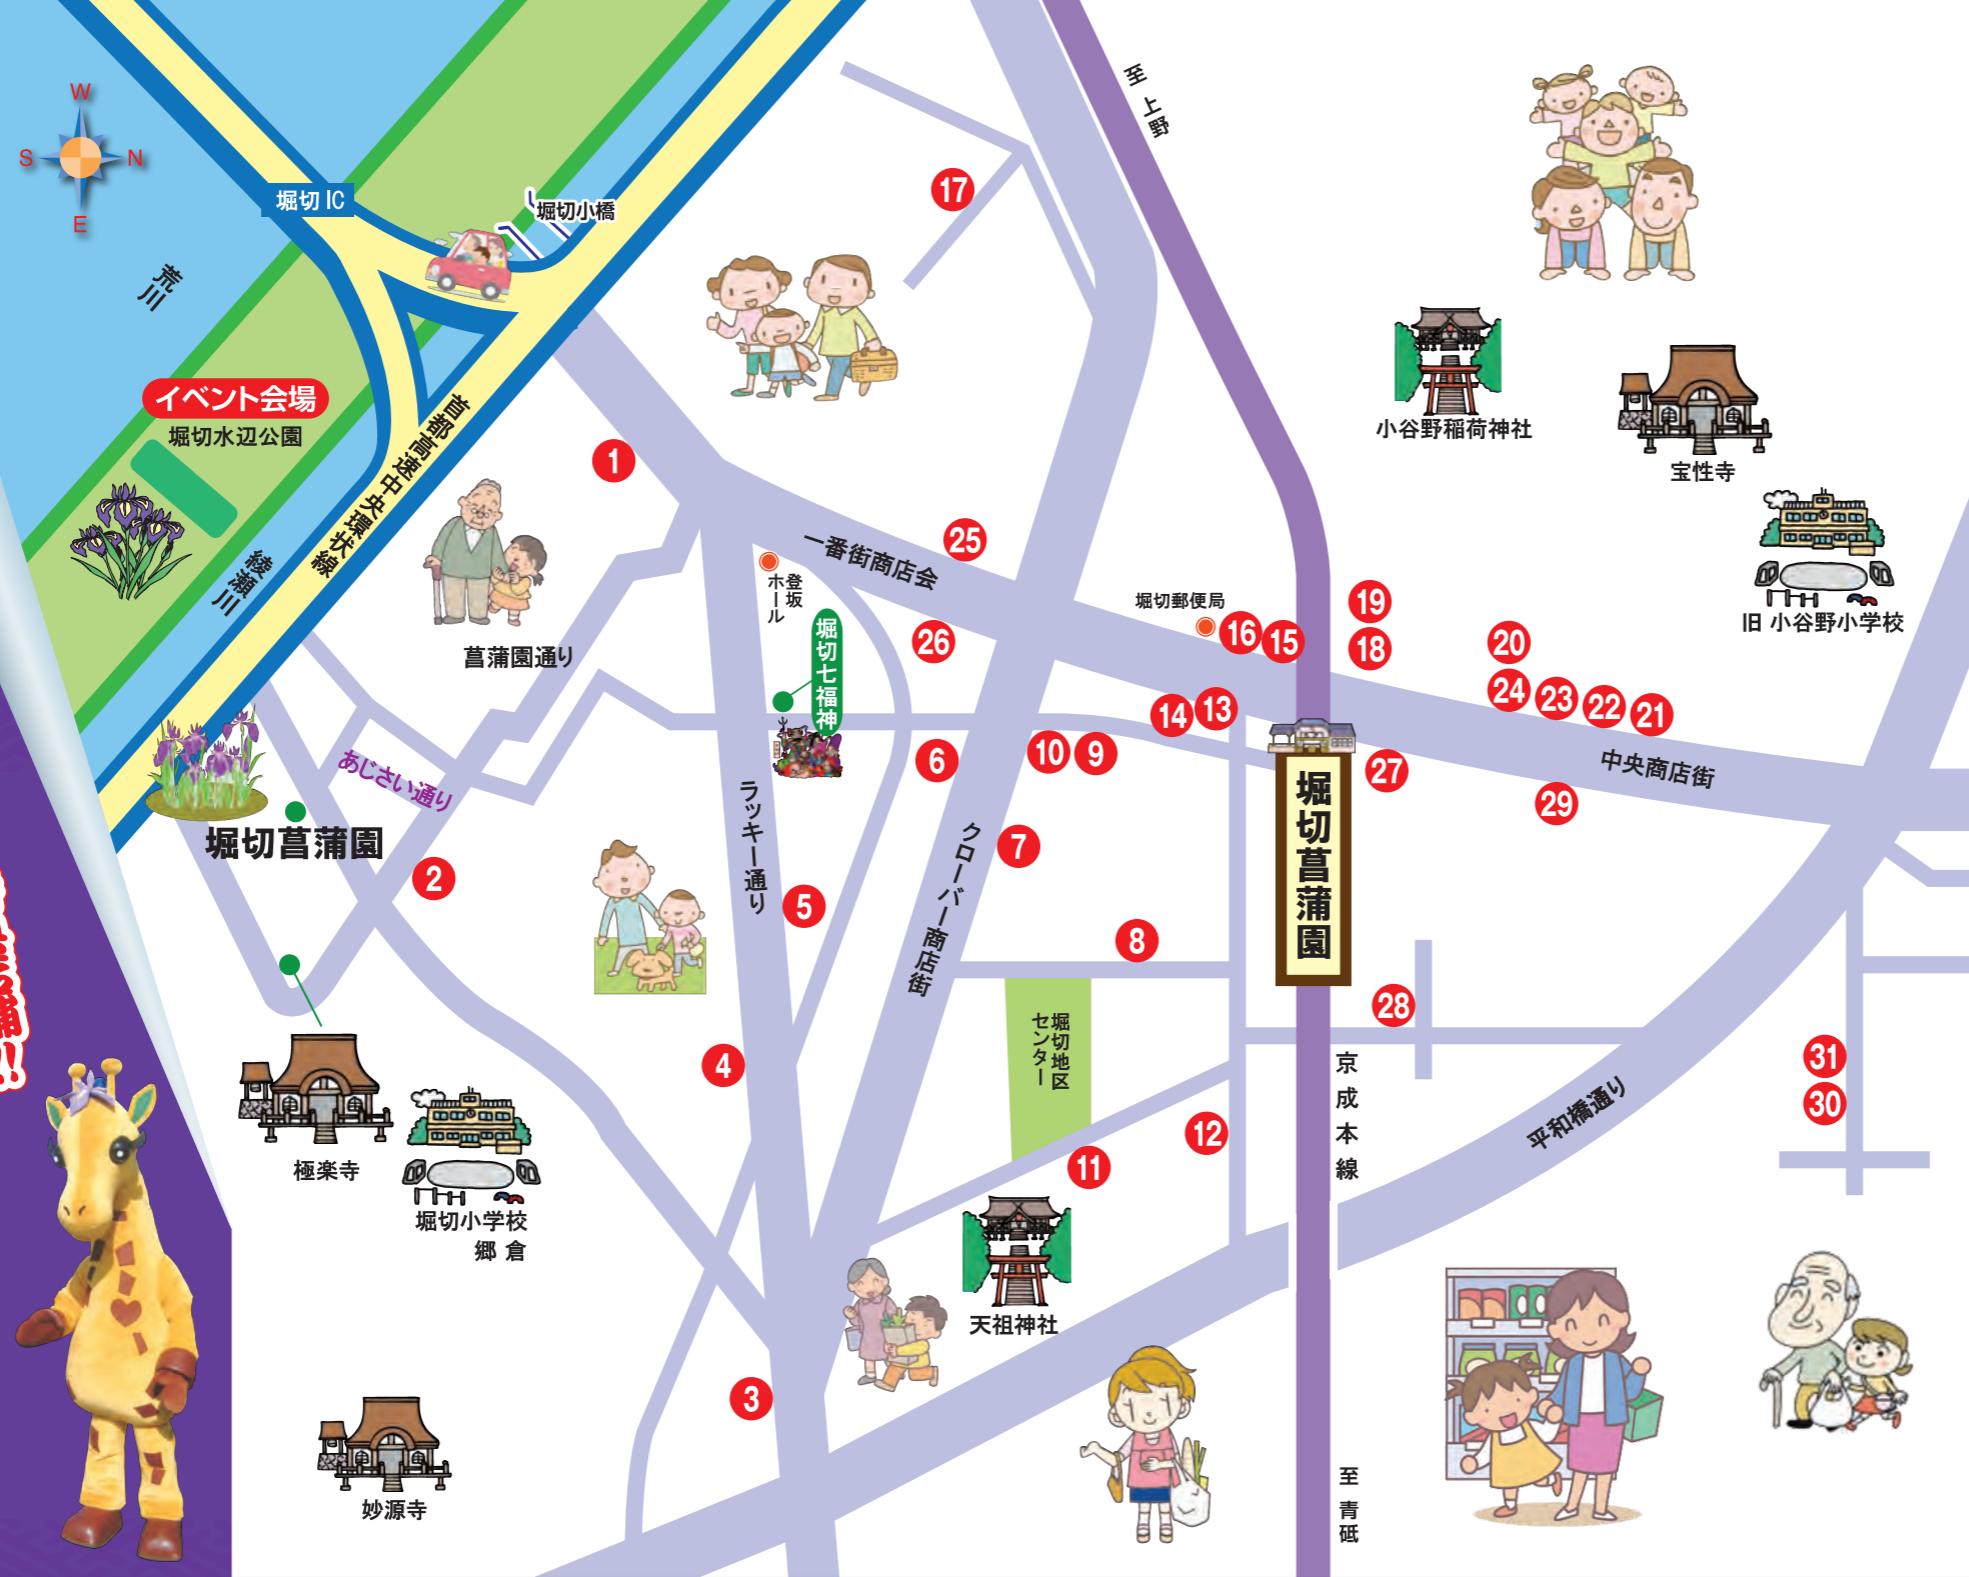 W
S
N
E
堀切IC
堀切小橋
荒川
イベント会場
堀切水辺公園
首都高速中央環状線
綾瀬川
至 上野
17
1
25
一番街商店会
登坂
ホール
堀切七福神
26
菖蒲園通り
堀切郵便局
16
15
19
18
20
24
23
22
21
小谷野稲荷神社
宝性寺
旧 小谷野小学校
14
13
27
中央商店街
29
あじさい通り
堀切菖蒲園
2
ラッキー通り
5
6
10
9
7
クローバー商店街
8
堀切菖蒲園
28
堀切地区
センター
4
12
11
京成本線
平和橋通り
31
30
極楽寺
堀切小学校
郷倉
天祖神社
3
妙源寺
至 青砥
!!